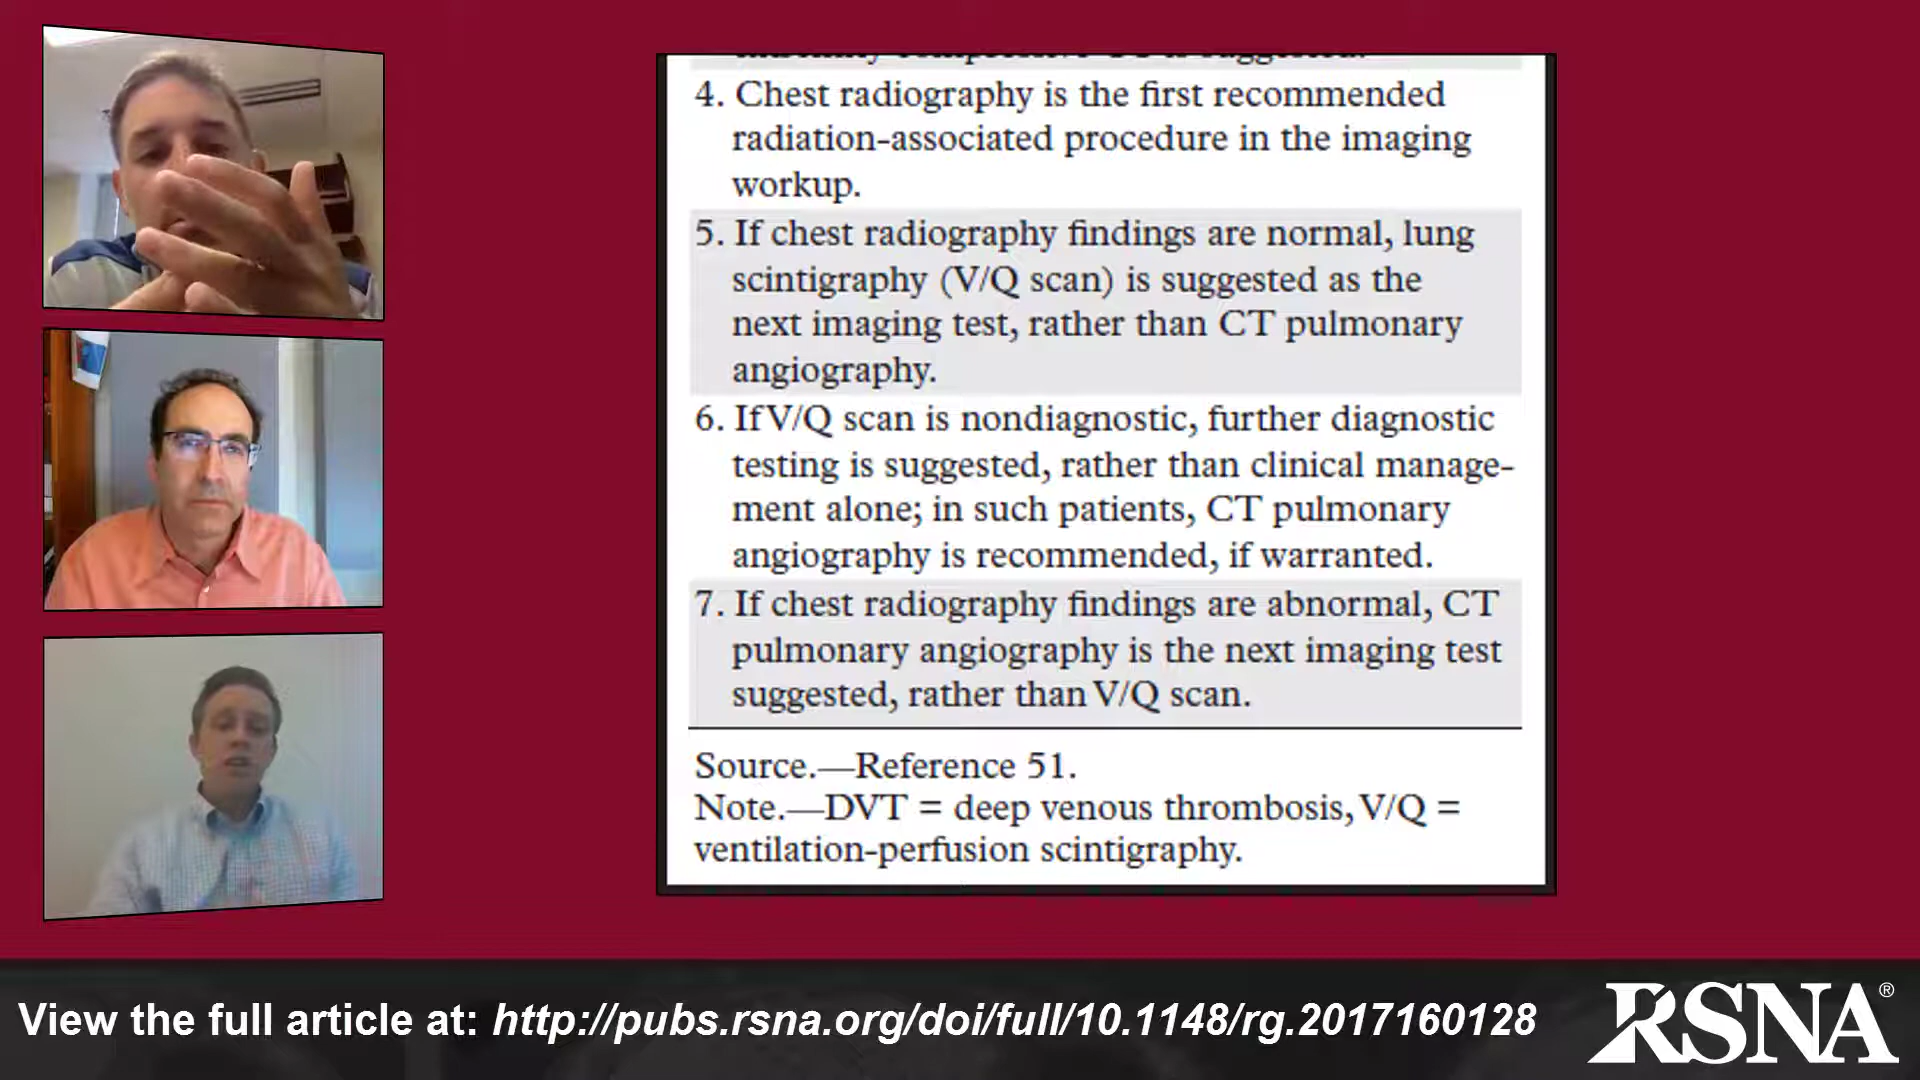 4. Chest radiography is the first recommended
radiation-associated procedure in the imaging
workup.
5. If chest radiography findings are normal, lung
scintigraphy (V/Q scan) is suggested as the
next imaging test, rather than CT pulmonary
angiography.
6. If V/Q scan is nondiagnostic, further diagnostic
testing is suggested, rather than clinical manage-
ment alone; in such patients, CT pulmonary
angiography is recommended, if warranted.
7. If chest radiography findings are abnormal, CT
pulmonary angiography is the next imaging test
suggested, rather than V/Q scan.
Source.—Reference 51.
Note.—DVT = deep venous thrombosis, V/Q =
ventilation-perfusion scintigraphy.
View the full article at: http://pubs.rsna.org/doi/full/10.1148/rg.2017160128
RSNA®